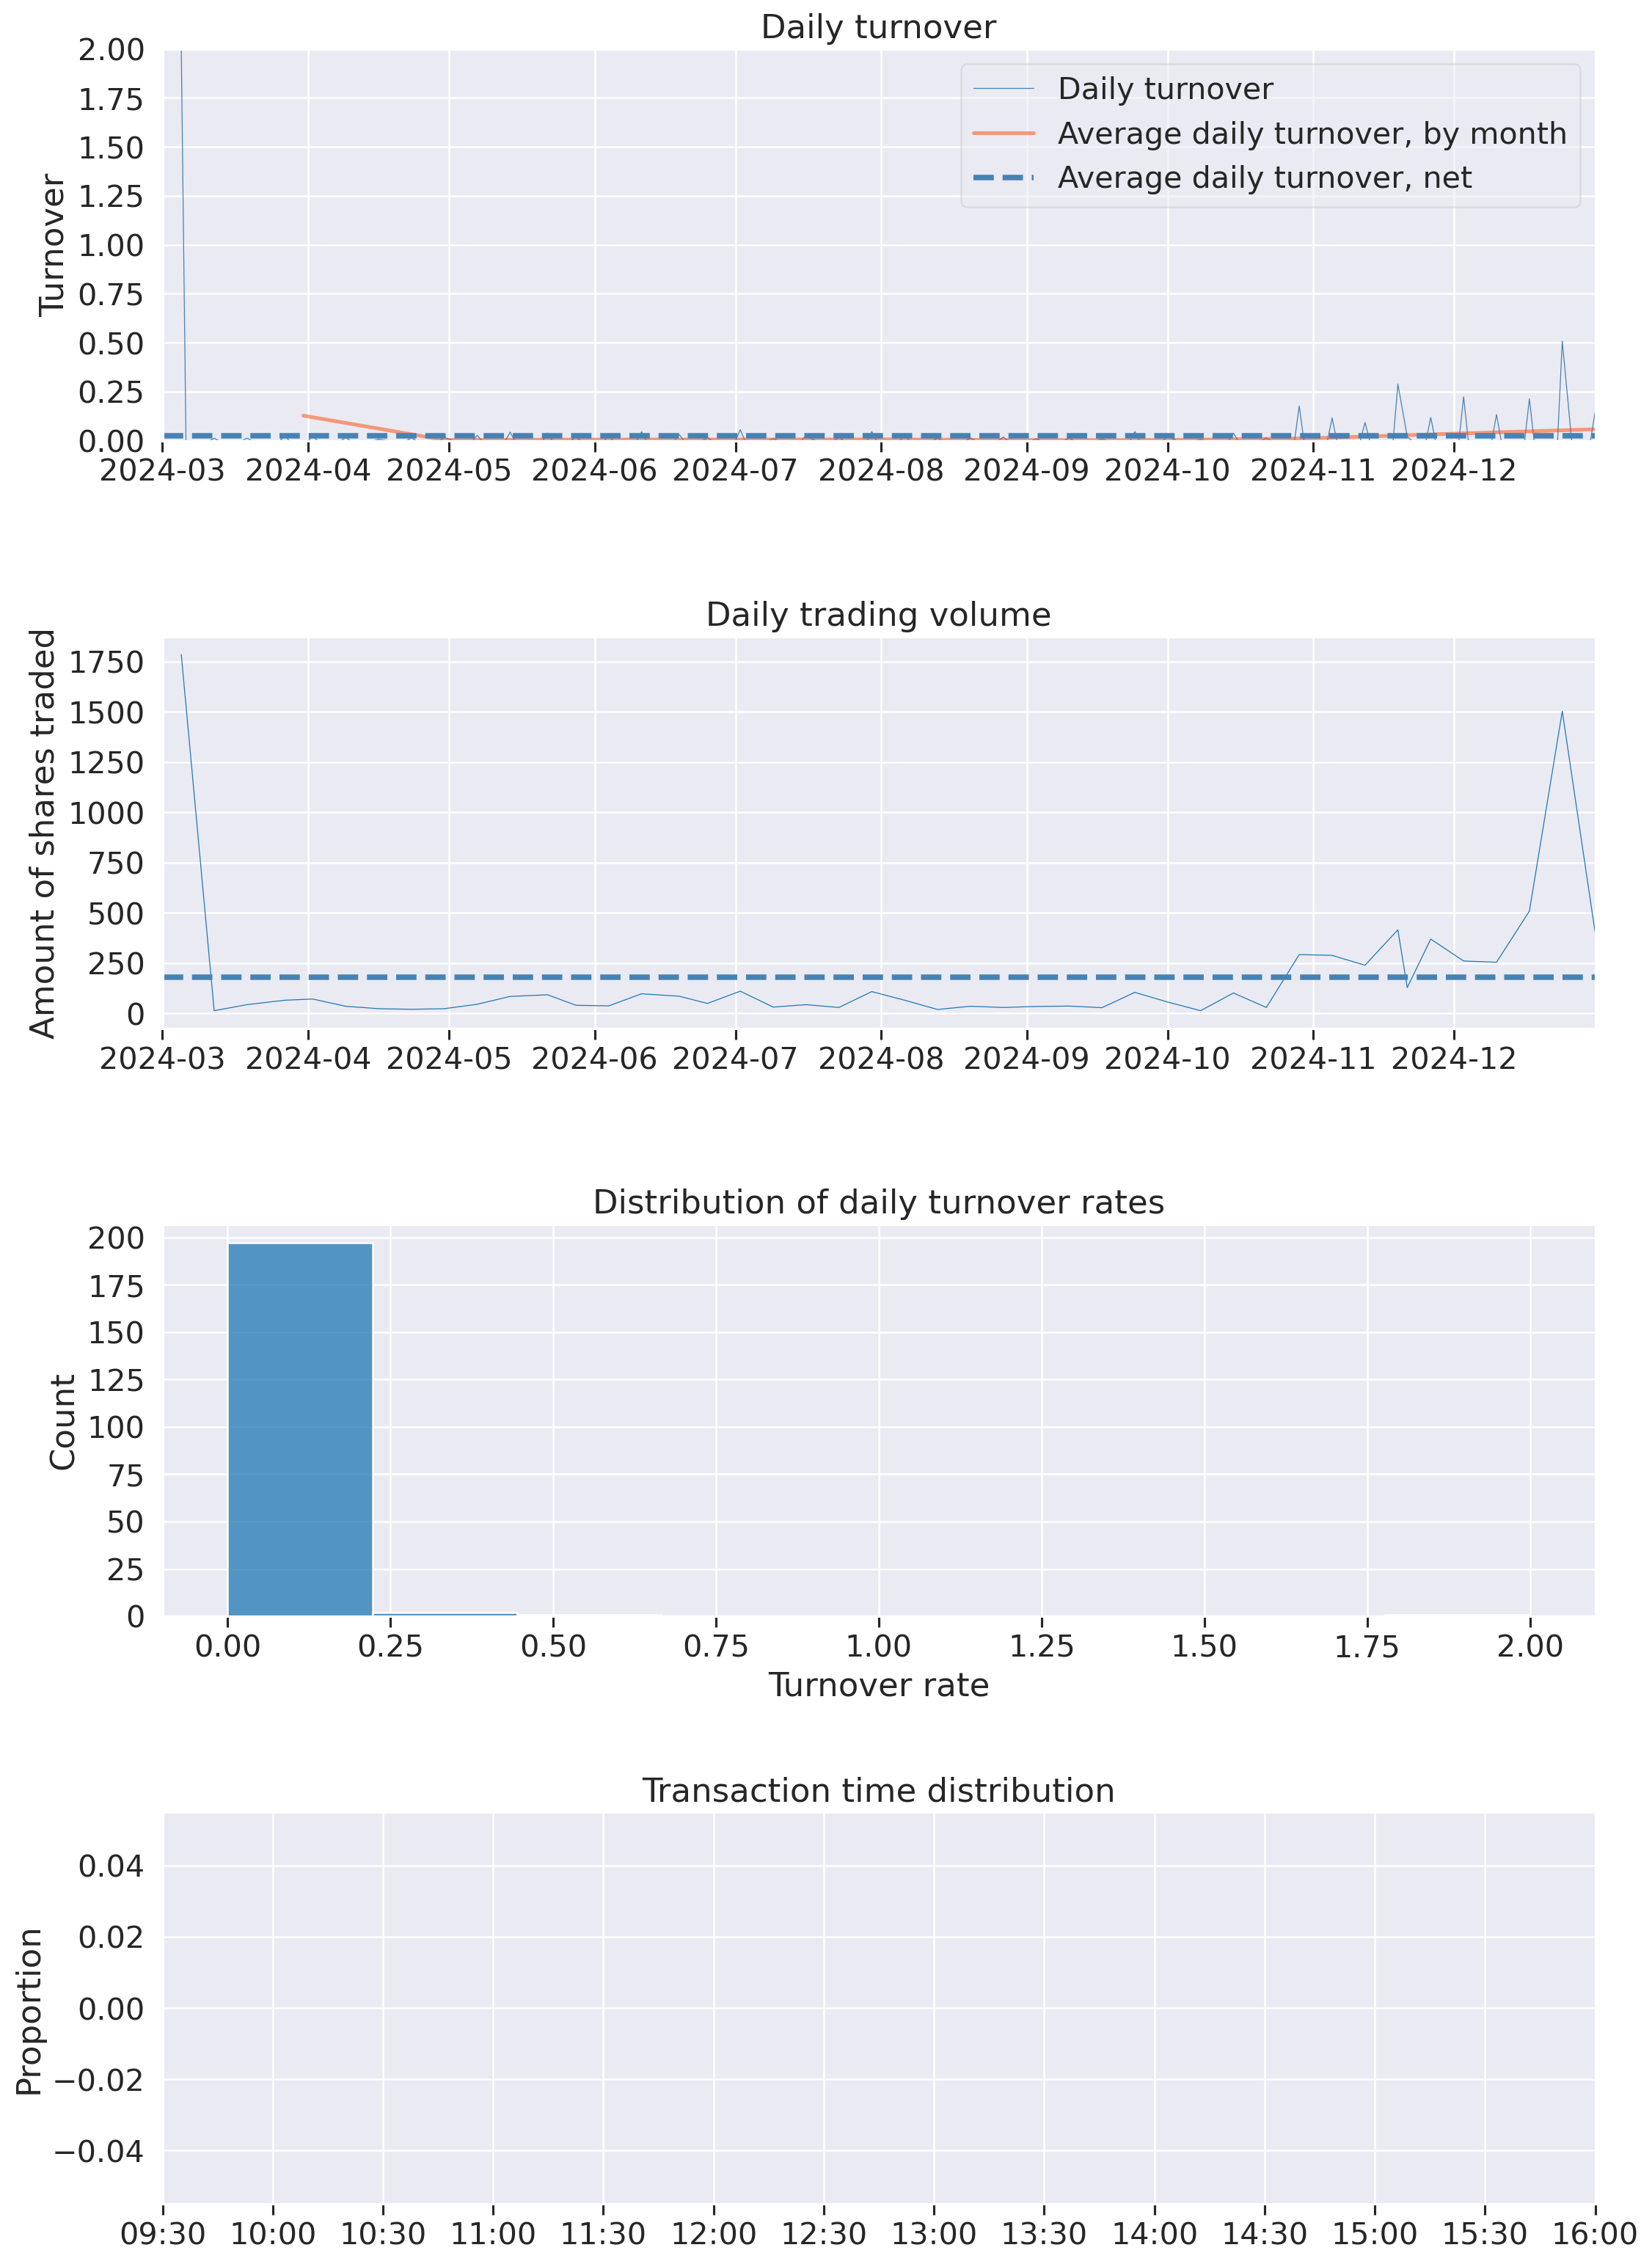 Daily turnover
2.00
1.75
1.50
1.25
1.00
0.75
0.50
0.25
0.00
Turnover
Daily turnover
Average daily turnover, by month
Average daily turnover, net
2024-03 2024-04 2024-05 2024-06 2024-07 2024-08 2024-09 2024-10 2024-11 2024-12
Daily trading volume
1750
1500
1250
1000
750
500
250
0
Amount of shares traded
2024-03 2024-04 2024-05 2024-06 2024-07 2024-08 2024-09 2024-10 2024-11 2024-12
Distribution of daily turnover rates
200
175
150
125
100
75
50
25
0
Count
0.00 0.25 0.50 0.75 1.00 1.25 1.50 1.75 2.00
Turnover rate
Transaction time distribution
0.04
0.02
0.00
−0.02
−0.04
Proportion
09:30 10:00 10:30 11:00 11:30 12:00 12:30 13:00 13:30 14:00 14:30 15:00 15:30 16:00